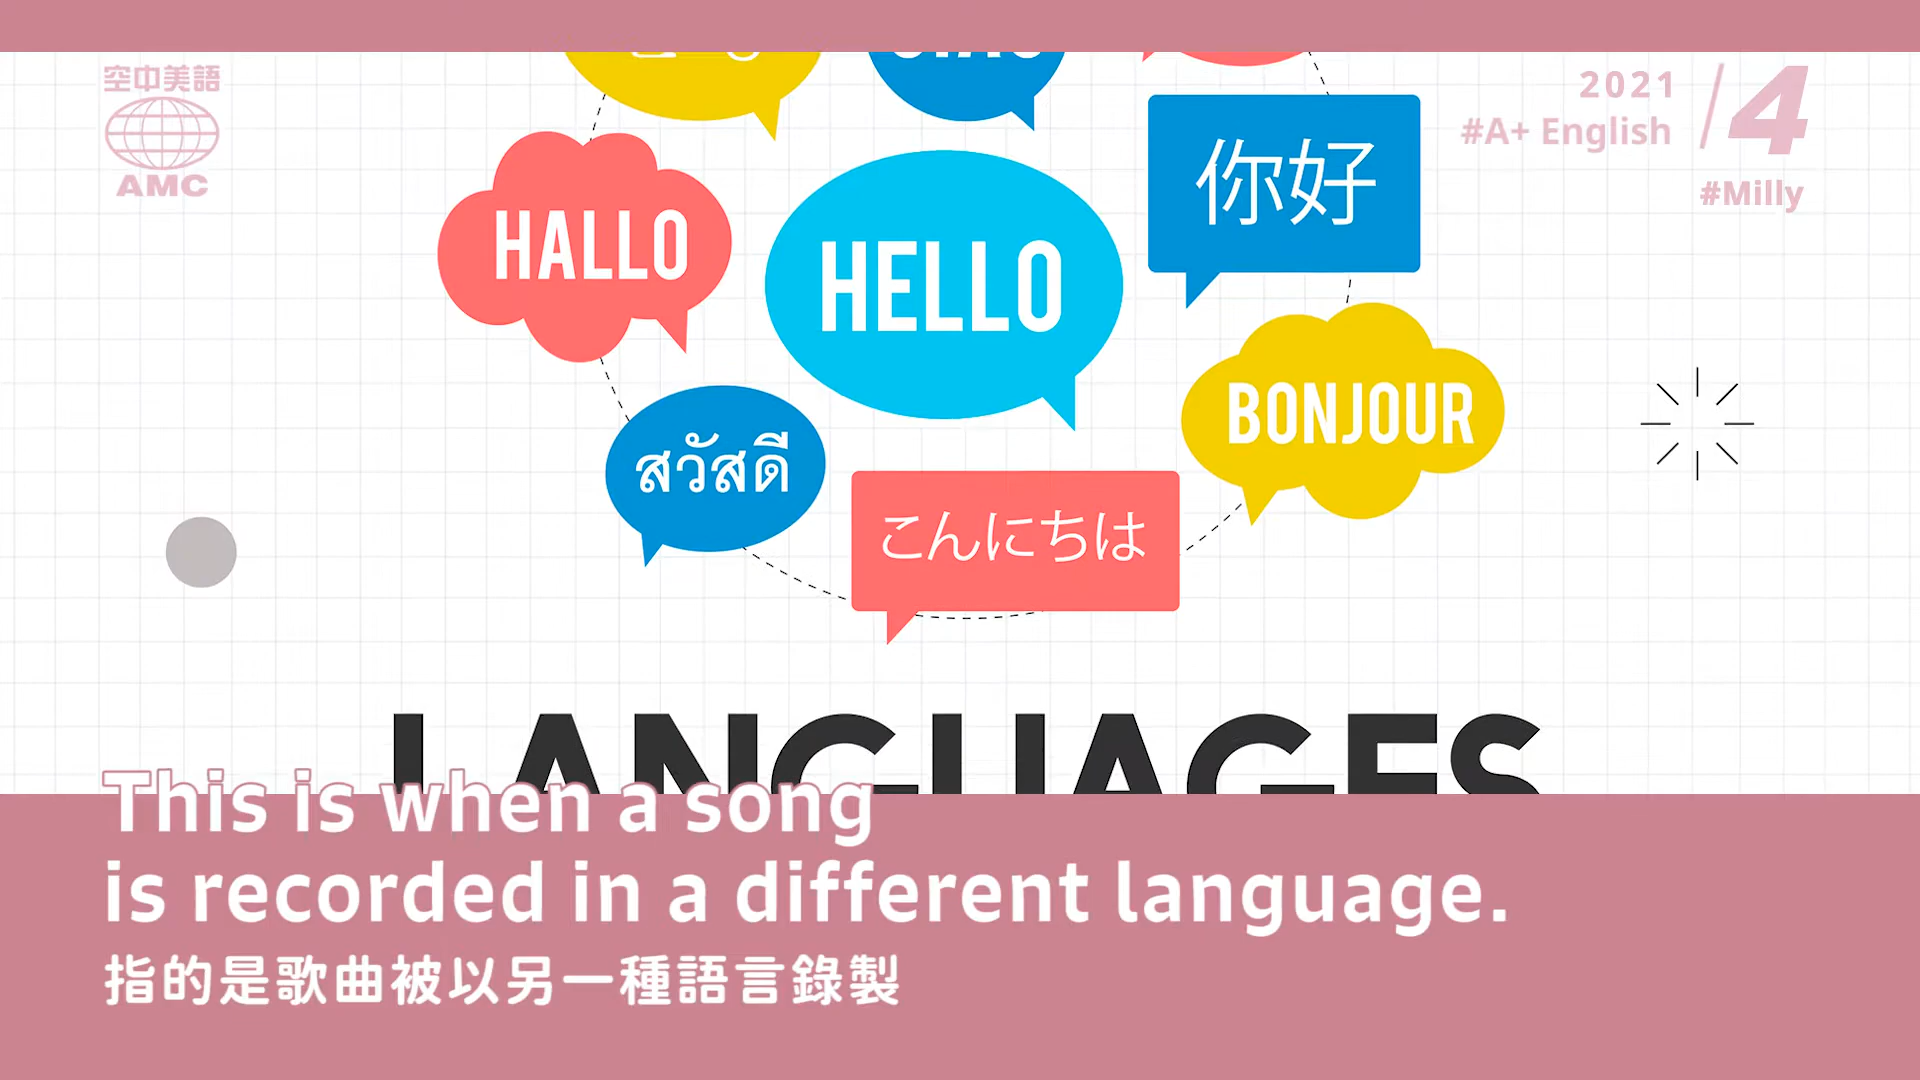 空中美語
AMC
2021
/4
#A+ English
#Milly
HALLO
HELLO
你好
BONJOUR
สวัสดี
こんにちは
LANGUAGES
This is when a song
is recorded in a different language.
指的是歌曲被以另一種語言錄製